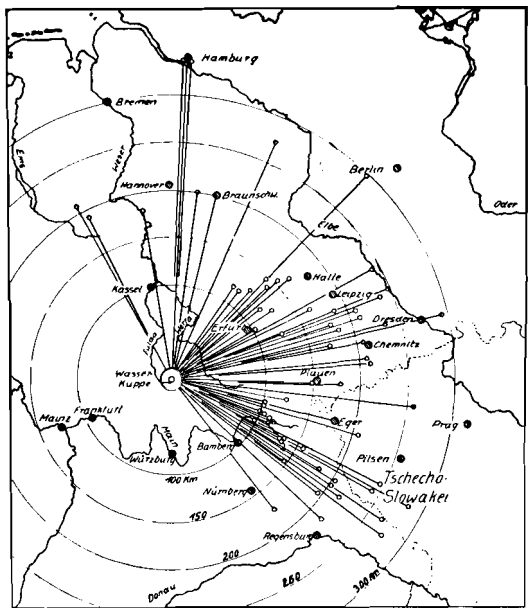 Hamburg
Bremen
Ems
Weser
Hannover
Braunschw.
Berlin
Oder
Elbe
Kassel
Halle
Leipzig
Fulda
Werra
Erfurt
Dresden
Chemnitz
Wasser
Kuppe
Plauen
Mainz
Frankfurt
Main
Würzburg
Bamberg
Eger
Prag
Pilsen
100 Km
Nürnberg
Tschecho-
Slowakei
150
Regensburg
200
Donau
250
300 Km